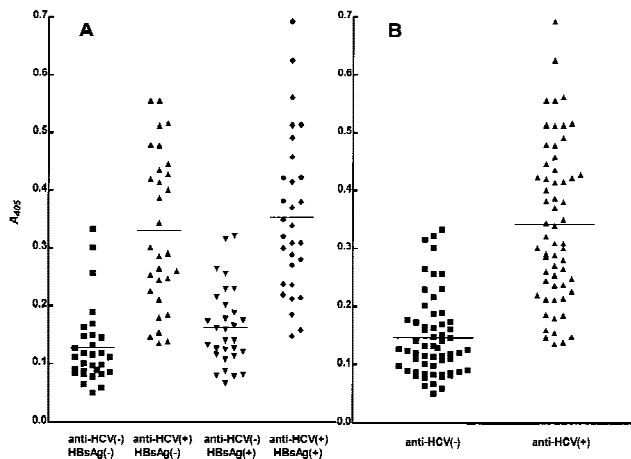 A
B
0.7
0.6
0.5
0.4
0.3
0.2
0.1
0.0
A405
anti-HCV(-) anti-HCV(+) anti-HCV(-) anti-HCV(+)
HBsAg(-) HBsAg(-) HBsAg(+) HBsAg(+)
0.7
0.6
0.5
0.4
0.3
0.2
0.1
0.0
anti-HCV(-) anti-HCV(+)